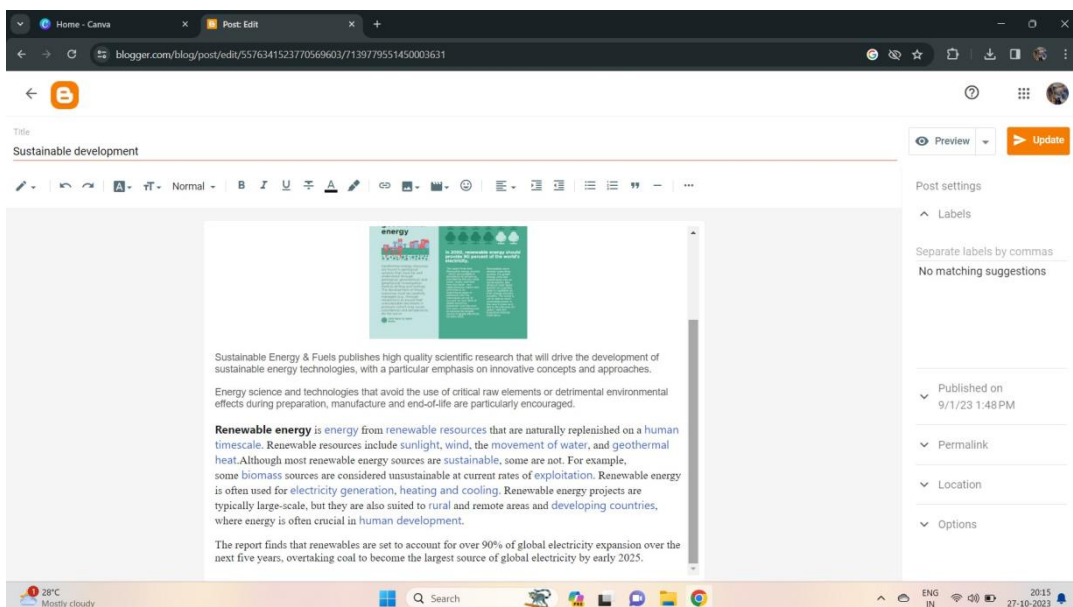 Home - Canva
Post: Edit
blogger.com/blog/post/edit/5576341523770569603/7139779551450003631
Title
Sustainable development
Preview
Update
Normal
B I U A
Post settings
Labels
Separate labels by commas
No matching suggestions
Published on
9/1/23 1:48 PM
Permalink
Location
Options
energy
In 2050, renewable energy should
provide 90 percent of the world's
electricity.
Sustainable Energy & Fuels publishes high quality scientific research that will drive the development of
sustainable energy technologies, with a particular emphasis on innovative concepts and approaches.
Energy science and technologies that avoid the use of critical raw elements or detrimental environmental
effects during preparation, manufacture and end-of-life are particularly encouraged.
Renewable energy is energy from renewable resources that are naturally replenished on a human
timescale. Renewable resources include sunlight, wind, the movement of water, and geothermal
heat.Although most renewable energy sources are sustainable, some are not. For example,
some biomass sources are considered unsustainable at current rates of exploitation. Renewable energy
is often used for electricity generation, heating and cooling. Renewable energy projects are
typically large-scale, but they are also suited to rural and remote areas and developing countries,
where energy is often crucial in human development.
The report finds that renewables are set to account for over 90% of global electricity expansion over the
next five years, overtaking coal to become the largest source of global electricity by early 2025.
1
28°C
Mostly cloudy
Search
ENG
IN
20:15
27-10-2023